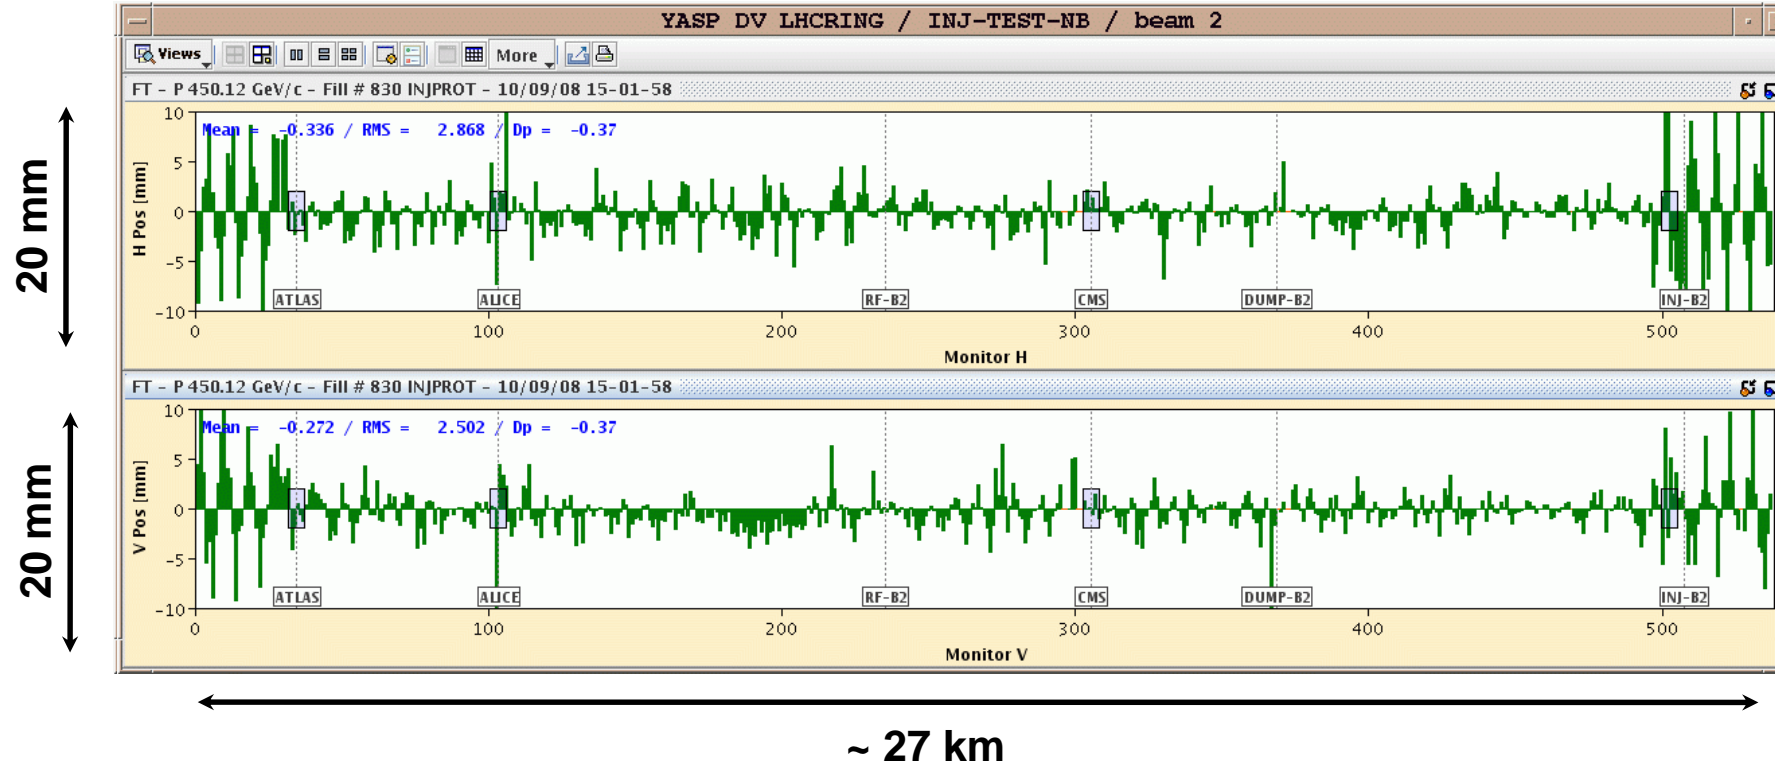 YASP DV LHCRING / INJ-TEST-NB / beam 2
Views More
FT - P 450.12 GeV/c - Fill # 830 INJPROT - 10/09/08 15-01-58
Mean = -0.336 / RMS = 2.868 / Dp = -0.37
10
5
0
-5
-10
H Pos [mm]
20 mm
ATLAS ALICE RF-B2 CMS DUMP-B2 INJ-B2
0 100 200 300 400 500
Monitor H
FT - P 450.12 GeV/c - Fill # 830 INJPROT - 10/09/08 15-01-58
Mean = -0.272 / RMS = 2.502 / Dp = -0.37
10
5
0
-5
-10
V Pos [mm]
20 mm
ATLAS ALICE RF-B2 CMS DUMP-B2 INJ-B2
0 100 200 300 400 500
Monitor V
~ 27 km